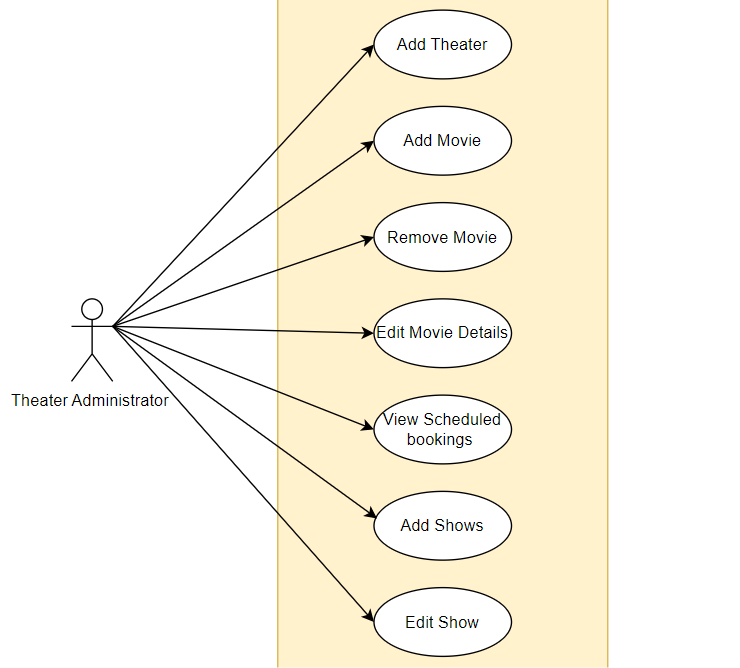 Add Theater
Add Movie
Remove Movie
Edit Movie Details
Theater Administrator
View Scheduled
bookings
Add Shows
Edit Show